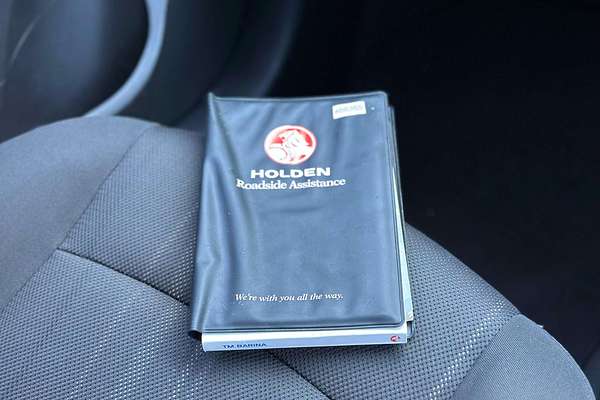 HOLDEN
Roadside Assistance
We're with you all the way.
TM BARINA